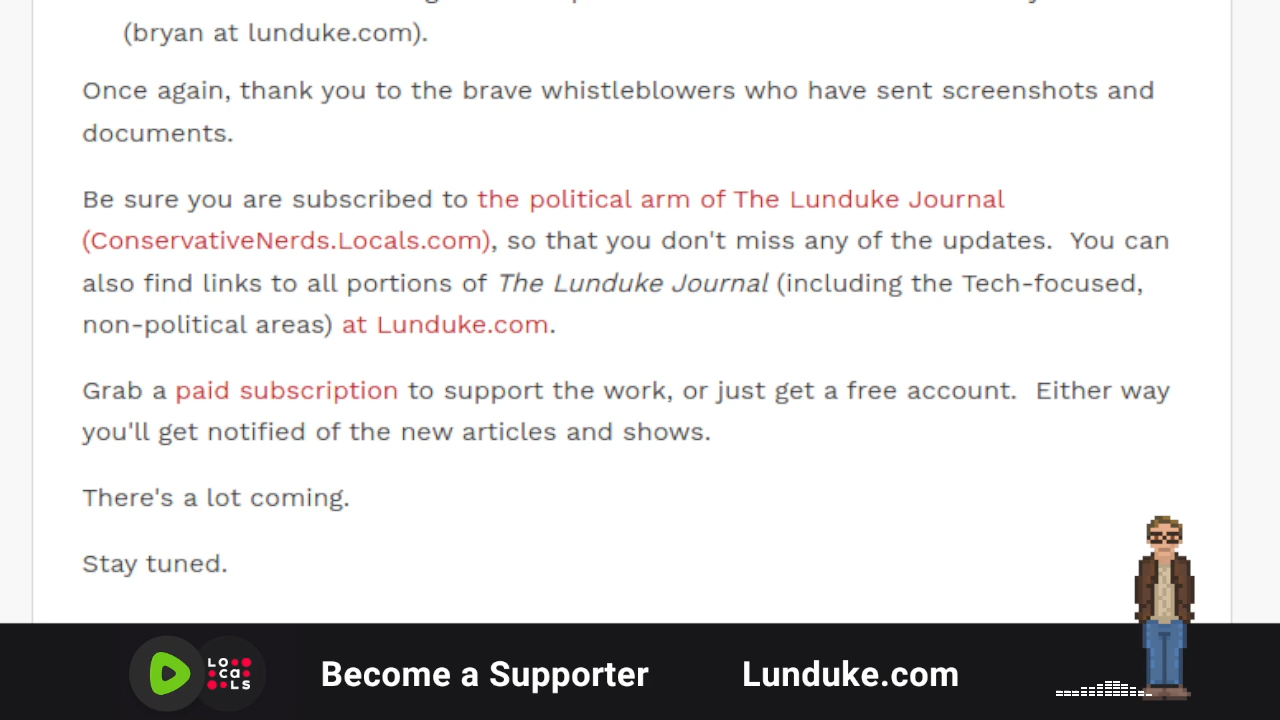 (bryan at lunduke.com).
Once again, thank you to the brave whistleblowers who have sent screenshots and
documents.
Be sure you are subscribed to the political arm of The Lunduke Journal
(ConservativeNerds.Locals.com), so that you don't miss any of the updates.  You can
also find links to all portions of The Lunduke Journal (including the Tech-focused,
non-political areas) at Lunduke.com.
Grab a paid subscription to support the work, or just get a free account.  Either way
you'll get notified of the new articles and shows.
There's a lot coming.
Stay tuned.
LOcaLS
Become a Supporter
Lunduke.com